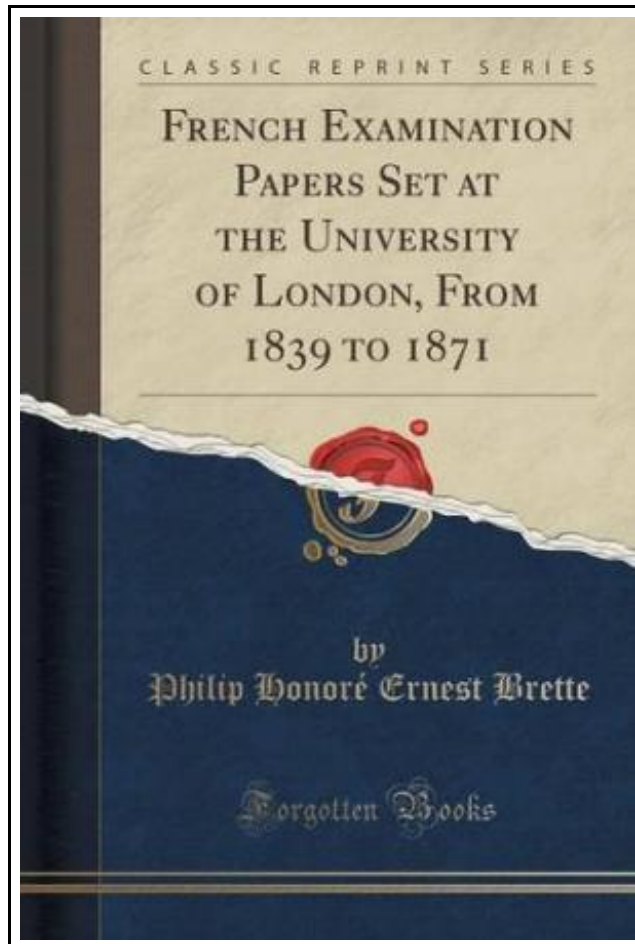 CLASSIC REPRINT SERIES
FRENCH EXAMINATION
PAPERS SET AT
THE UNIVERSITY
OF LONDON, FROM
1839 TO 1871
by
Philip Honoré Ernest Brette
Forgotten Books